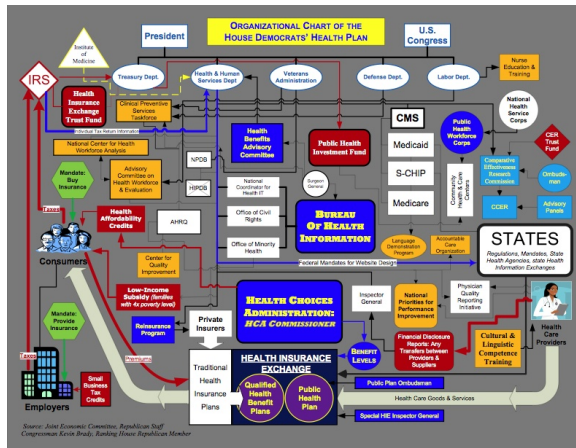 ORGANIZATIONAL CHART OF THE
HOUSE DEMOCRATS' HEALTH PLAN
President
U.S.
Congress
Institute
of
Medicine
IRS
Treasury Dept.
Health & Human
Services Dept
Veterans
Administration
Defense Dept.
Labor Dept.
Nurse
Education &
Training
Health
Insurance
Exchange
Trust Fund
Clinical Preventive
Services
Taskforce
Individual Tax Return Information
National Center for Health
Workforce Analysis
Health
Benefits
Advisory
Committee
Public Health
Investment Fund
CMS
Medicaid
S-CHIP
Medicare
Public Health
Workforce
Corps
National
Health
Service Corps
CER
Trust
Fund
Mandate:
Buy
Insurance
Advisory
Committee on
Health Workforce
& Evaluation
NPDB
HIPDB
AHRQ
National
Coordinator for
Health IT
Office of Civil
Rights
Office of Minority
Health
Surgeon
General
Community
Health & Care
Centers
Comparative
Effectiveness
Research
Commission
Ombuds-
man
CCER
Advisory
Panels
Taxes
Health
Affordability
Credits
BUREAU
OF HEALTH
INFORMATION
Language
Demonstration
Program
Accountable
Care
Organization
STATES
Regulations, Mandates, State
Health Agencies, state Health
Information Exchanges
Consumers
Center for
Quality Improvement
Federal Mandates for Website Design
Low-Income
Subsidy (families
with 4x poverty level)
HEALTH CHOICES
ADMINISTRATION:
HCA COMMISSIONER
Inspector
General
National
Priorities for
Performance
Improvement
Physician Quality
Reporting
Initiative
Mandate:
Provide
Insurance
Reinsurance
Program
Private
Insurers
Financial Disclosure
Reports: Any
Transfers between
Providers &
Suppliers
Cultural &
Linguistic
Competence
Training
Health Care
Providers
Taxes
Premiums
Traditional
Health
Insurance
Plans
HEALTH INSURANCE
EXCHANGE
Qualified
Health
Benefit
Plans
Public
Health
Plan
BENEFIT
LEVELS
Public Plan Ombudsman
Health Care Goods & Services
Special HIE Inspector General
Small
Business
Tax
Credits
Employers
Source: Joint Economic Committee, Republican Staff
Congressman Kevin Brady, Ranking House Republican Member